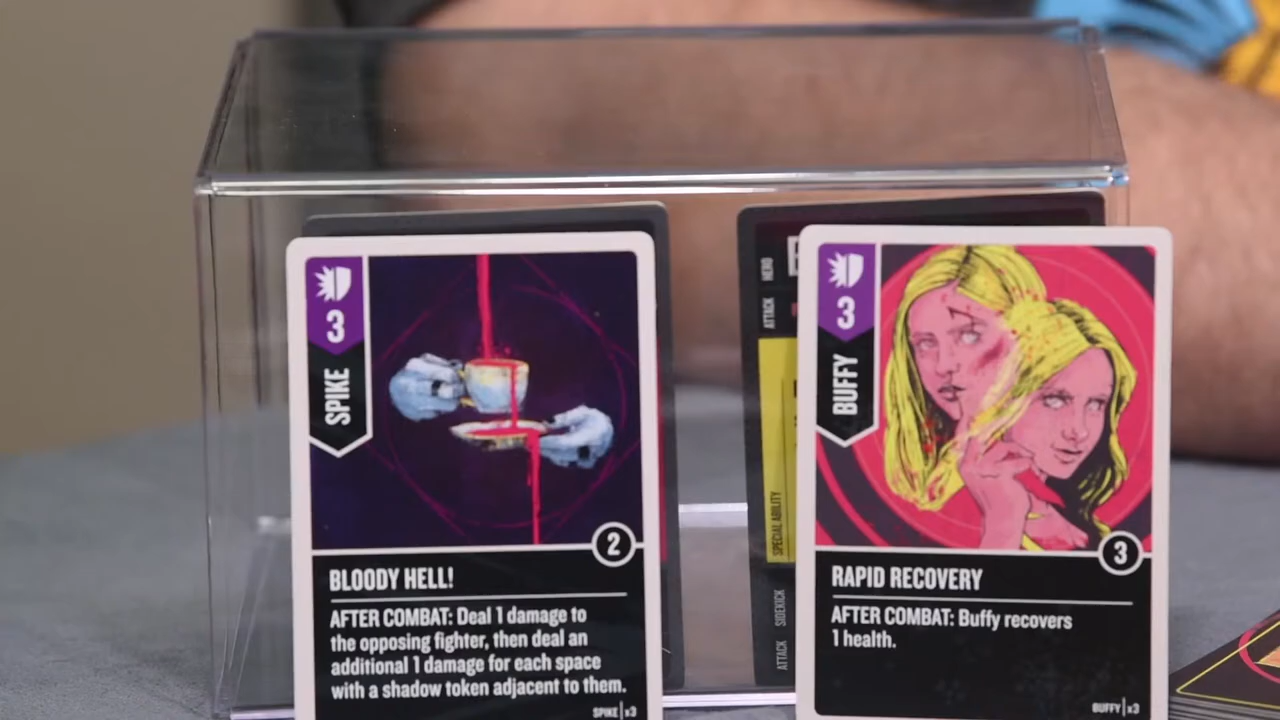 3
SPIKE
2
BLOODY HELL!
AFTER COMBAT: Deal 1 damage to
the opposing fighter, then deal an
additional 1 damage for each space
with a shadow token adjacent to them.
SPIKE x3
HERO
ATTACK
SPECIAL ABILITY
SIDEKICK
ATTACK
3
BUFFY
3
RAPID RECOVERY
AFTER COMBAT: Buffy recovers
1 health.
BUFFY x3